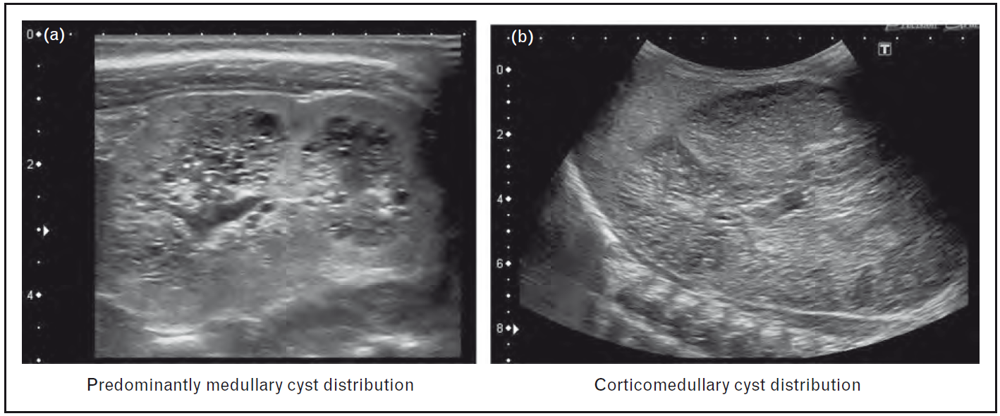 (a)
0
2
4
Predominantly medullary cyst distribution
(b)
T
0
2
4
6
8
Corticomedullary cyst distribution